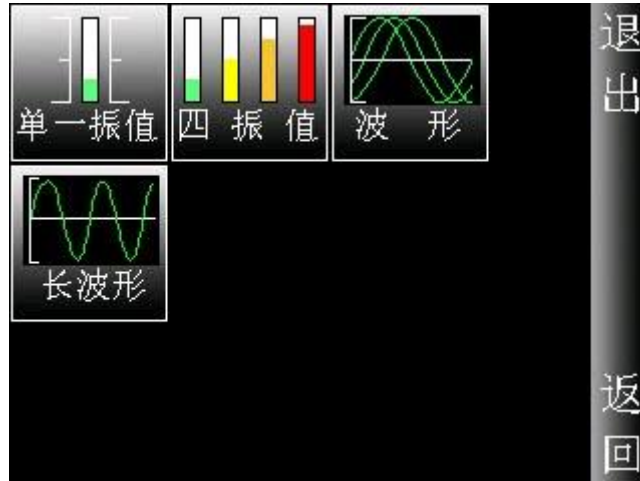 单一振值
四 振 值
波 形
长波形
退出
返回